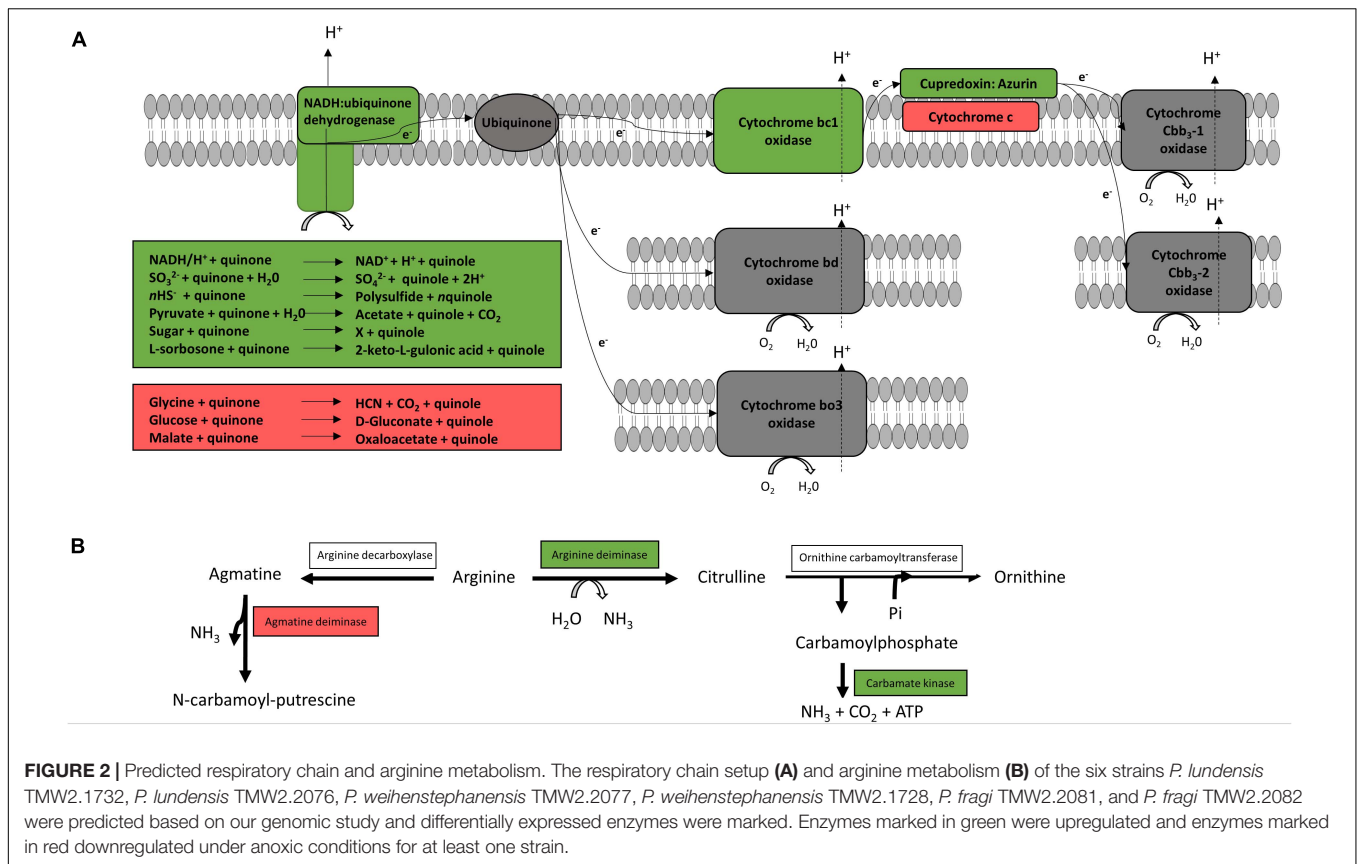 A
H⁺
NADH:ubiquinone
dehydrogenase
e⁻
Ubiquinone
e⁻
Cytochrome bc1
oxidase
H⁺
e⁻
Cupredoxin: Azurin
Cytochrome c
e⁻
H⁺
Cytochrome
Cbb₃-1
oxidase
O₂ H₂0
e⁻
H⁺
Cytochrome
Cbb₃-2
oxidase
O₂ H₂0
e⁻
H⁺
Cytochrome bd
oxidase
O₂ H₂0
e⁻
H⁺
Cytochrome bo3
oxidase
O₂ H₂0
NADH/H⁺ + quinone → NAD⁺ + H⁺ + quinole
SO₃²⁻ + quinone + H₂0 → SO₄²⁻ + quinole + 2H⁺
nHS⁻ + quinone → Polysulfide + nquinole
Pyruvate + quinone + H₂0 → Acetate + quinole + CO₂
Sugar + quinone → X + quinole
L-sorbosone + quinone → 2-keto-L-gulonic acid + quinole
Glycine + quinone → HCN + CO₂ + quinole
Glucose + quinone → D-Gluconate + quinole
Malate + quinone → Oxaloacetate + quinole
B
Arginine decarboxylase
Arginine deiminase
Ornithine carbamoyltransferase
Agmatine
Arginine
Citrulline
Ornithine
NH₃
Agmatine deiminase
H₂O NH₃
Pi
Carbamoylphosphate
Carbamate kinase
N-carbamoyl-putrescine
NH₃ + CO₂ + ATP
FIGURE 2 | Predicted respiratory chain and arginine metabolism. The respiratory chain setup (A) and arginine metabolism (B) of the six strains P. lundensis
TMW2.1732, P. lundensis TMW2.2076, P. weihenstephanensis TMW2.2077, P. weihenstephanensis TMW2.1728, P. fragi TMW2.2081, and P. fragi TMW2.2082
were predicted based on our genomic study and differentially expressed enzymes were marked. Enzymes marked in green were upregulated and enzymes marked
in red downregulated under anoxic conditions for at least one strain.